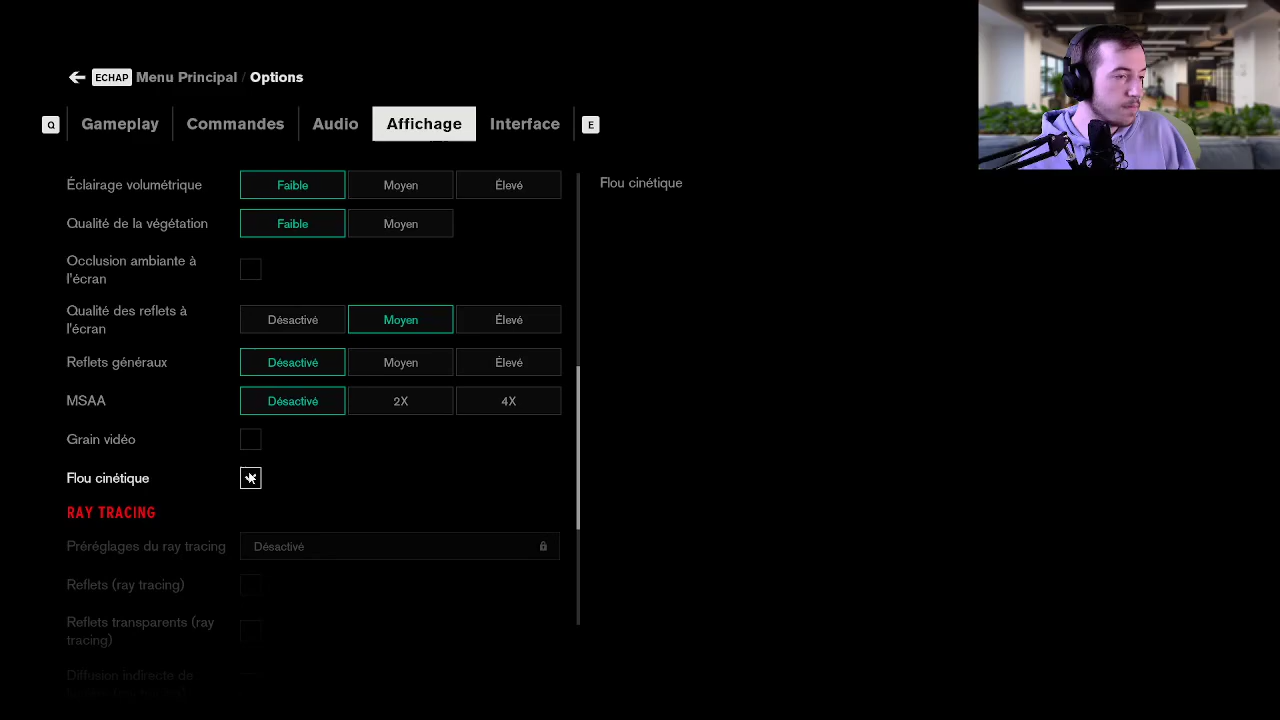 ECHAP Menu Principal / Options
Q Gameplay Commandes Audio Affichage Interface E
Éclairage volumétrique Faible Moyen Élevé Flou cinétique
Qualité de la végétation Faible Moyen
Occlusion ambiante à
l'écran
Qualité des reflets à
l'écran Désactivé Moyen Élevé
Reflets généraux Désactivé Moyen Élevé
MSAA Désactivé 2X 4X
Grain vidéo
Flou cinétique
RAY TRACING
Préréglages du ray tracing Désactivé
Reflets (ray tracing)
Reflets transparents (ray
tracing)
Diffusion indirecte de